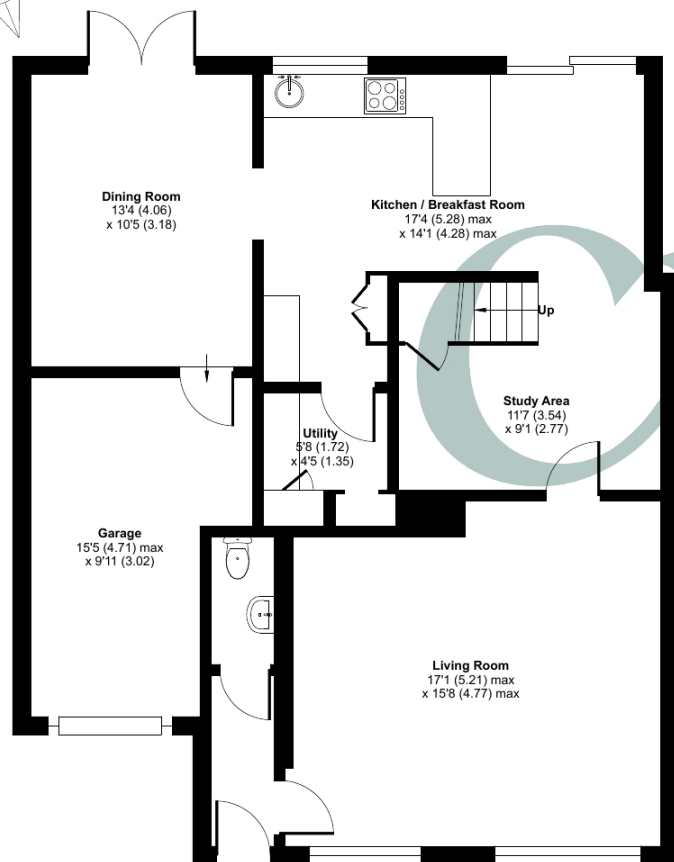 Dining Room
13'4 (4.06)
x 10'5 (3.18)
Kitchen / Breakfast Room
17'4 (5.28) max
x 14'1 (4.28) max
Up
Study Area
11'7 (3.54)
x 9'1 (2.77)
Utility
5'8 (1.72)
x 4'5 (1.35)
Garage
15'5 (4.71) max
x 9'11 (3.02)
Living Room
17'1 (5.21) max
x 15'8 (4.77) max